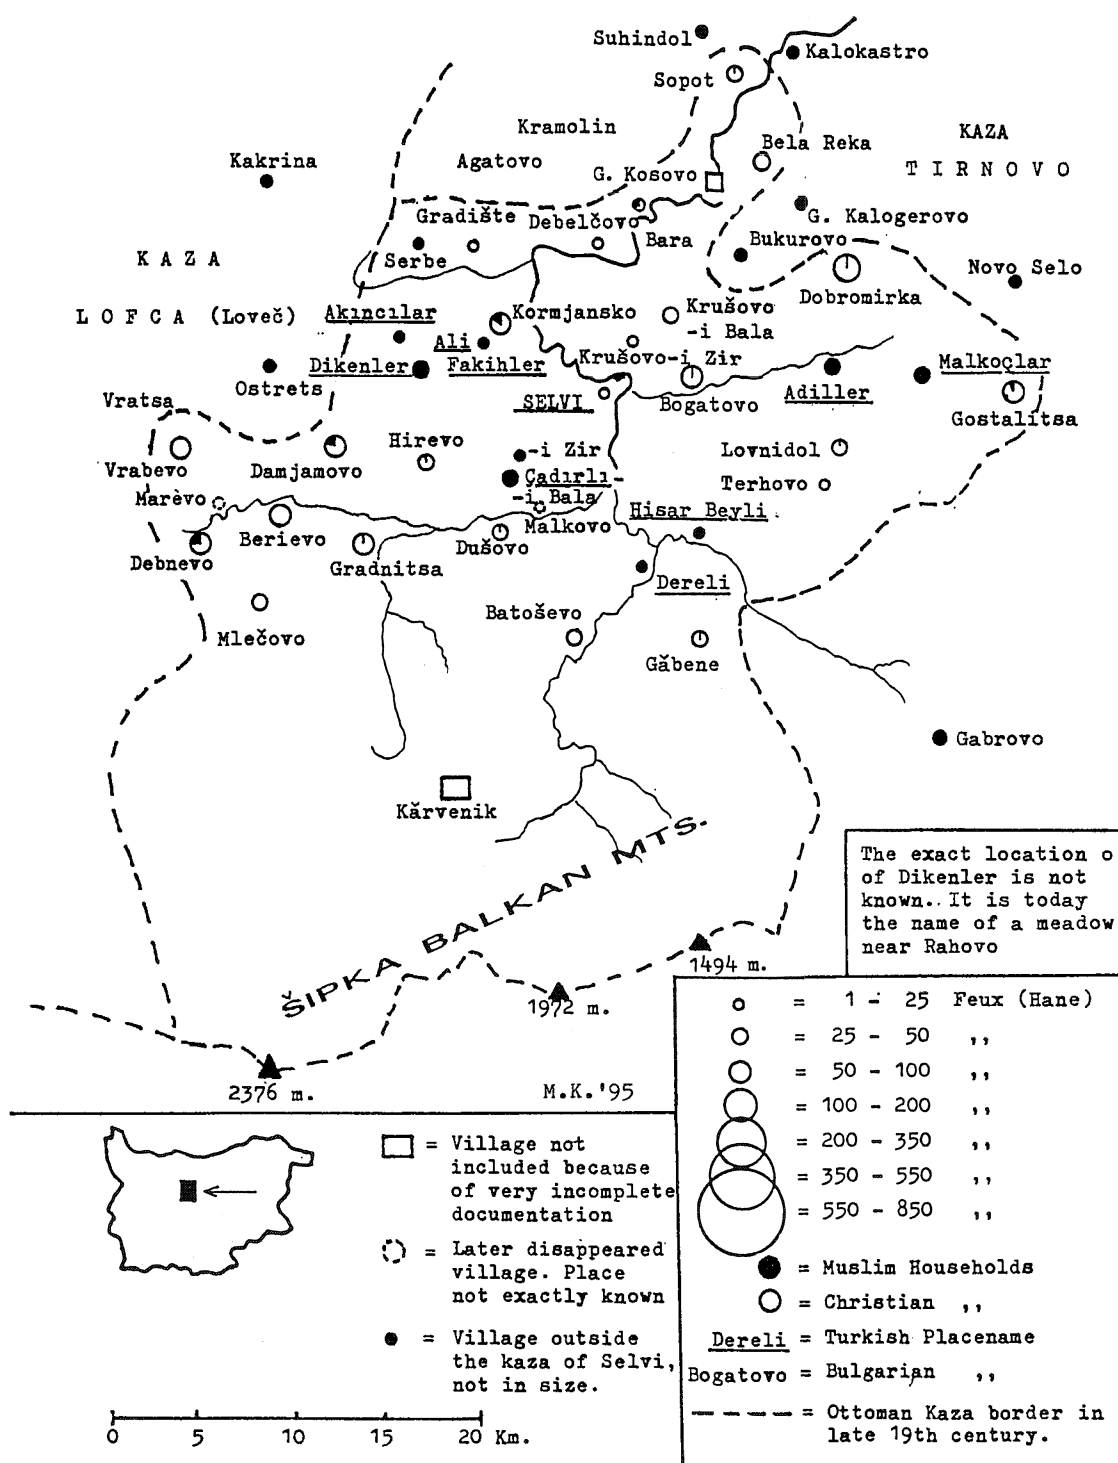 Suhindol
Kalokastro
Sopot
Kramolin
KAZA
Bela Reka
Kakrina
Agatovo
TIRNOVO
G. Kosovo
Gradište
Debelčovo
G. Kalogerovo
Bara
Bukurovo
KAZA
Serbe
Novo Selo
Dobromirka
LOFCA (Loveč)
Akıncılar
Kormjansko
Krušovo
-i Bala
Ali
Fakihler
Krušovo-i Zir
Dikenler
Malkoçlar
Ostrets
Adiller
Vratsa
SELVI
Bogatovo
Gostalitsa
Hirevo
-i Zir
Lovnidol
Vrabevo
Damjamovo
Çadırlı-
Terhovo
Marèvo
-i Bala
Hisar Beyli
Malkovo
Berievo
Dušovo
Debnevo
Gradnitsa
Dereli
Batoševo
Mlečovo
Găbene
Gabrovo
Kărvenik
ŠIPKA BALKAN MTS.
The exact location o
of Dikenler is not
known.. It is today
the name of a meadow
near Rahovo
1494 m.
1972 m.
2376 m.
M.K.'95
= 1 - 25 Feux (Hane)
= 25 - 50 ,,
= 50 - 100 ,,
= 100 - 200 ,,
= 200 - 350 ,,
= 350 - 550 ,,
= 550 - 850 ,,
= Muslim Households
= Christian ,,
Dereli = Turkish Placename
Bogatovo = Bulgarian ,,
= Ottoman Kaza border in
late 19th century.
= Village not
included because
of very incomplete
documentation
= Later disappeared
village. Place
not exactly known
= Village outside
the kaza of Selvi,
not in size.
0 5 10 15 20 Km.